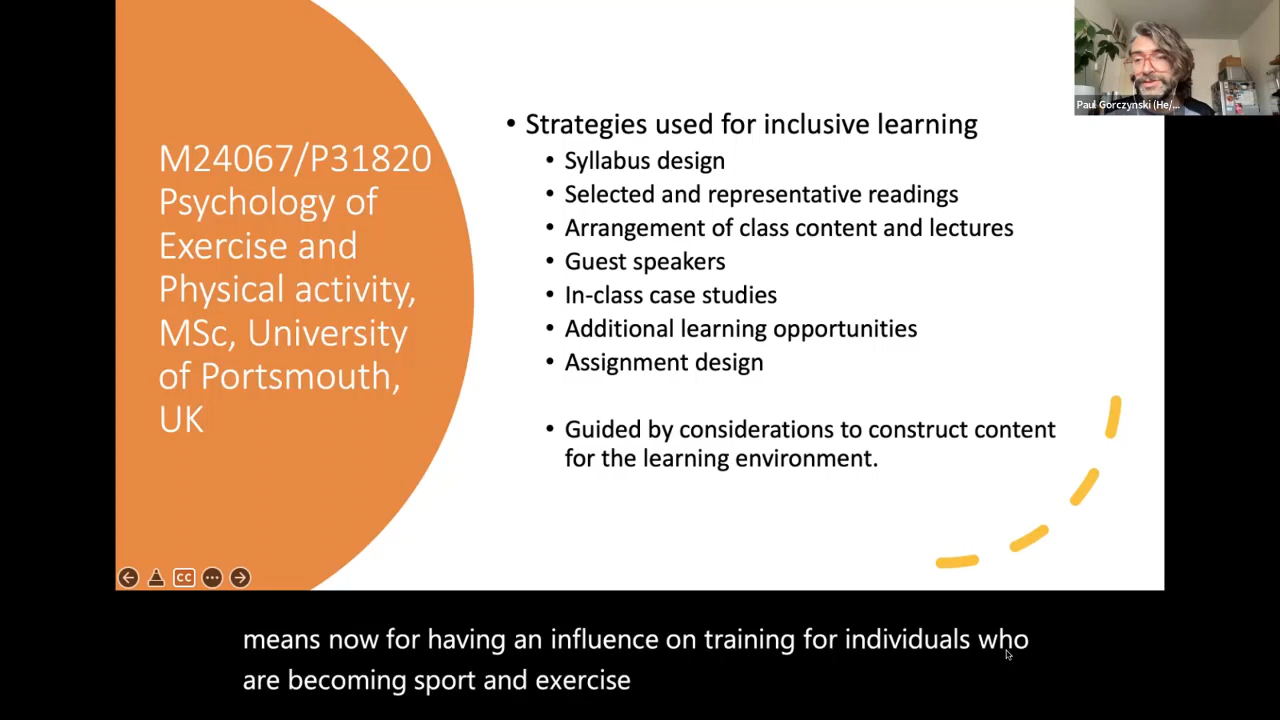 M24067/P31820
Psychology of
Exercise and
Physical activity,
MSc, University
of Portsmouth,
UK
• Strategies used for inclusive learning
• Syllabus design
• Selected and representative readings
• Arrangement of class content and lectures
• Guest speakers
• In-class case studies
• Additional learning opportunities
• Assignment design
• Guided by considerations to construct content
for the learning environment.
Paul Gorczynski (He/...
CC
means now for having an influence on training for individuals who
are becoming sport and exercise